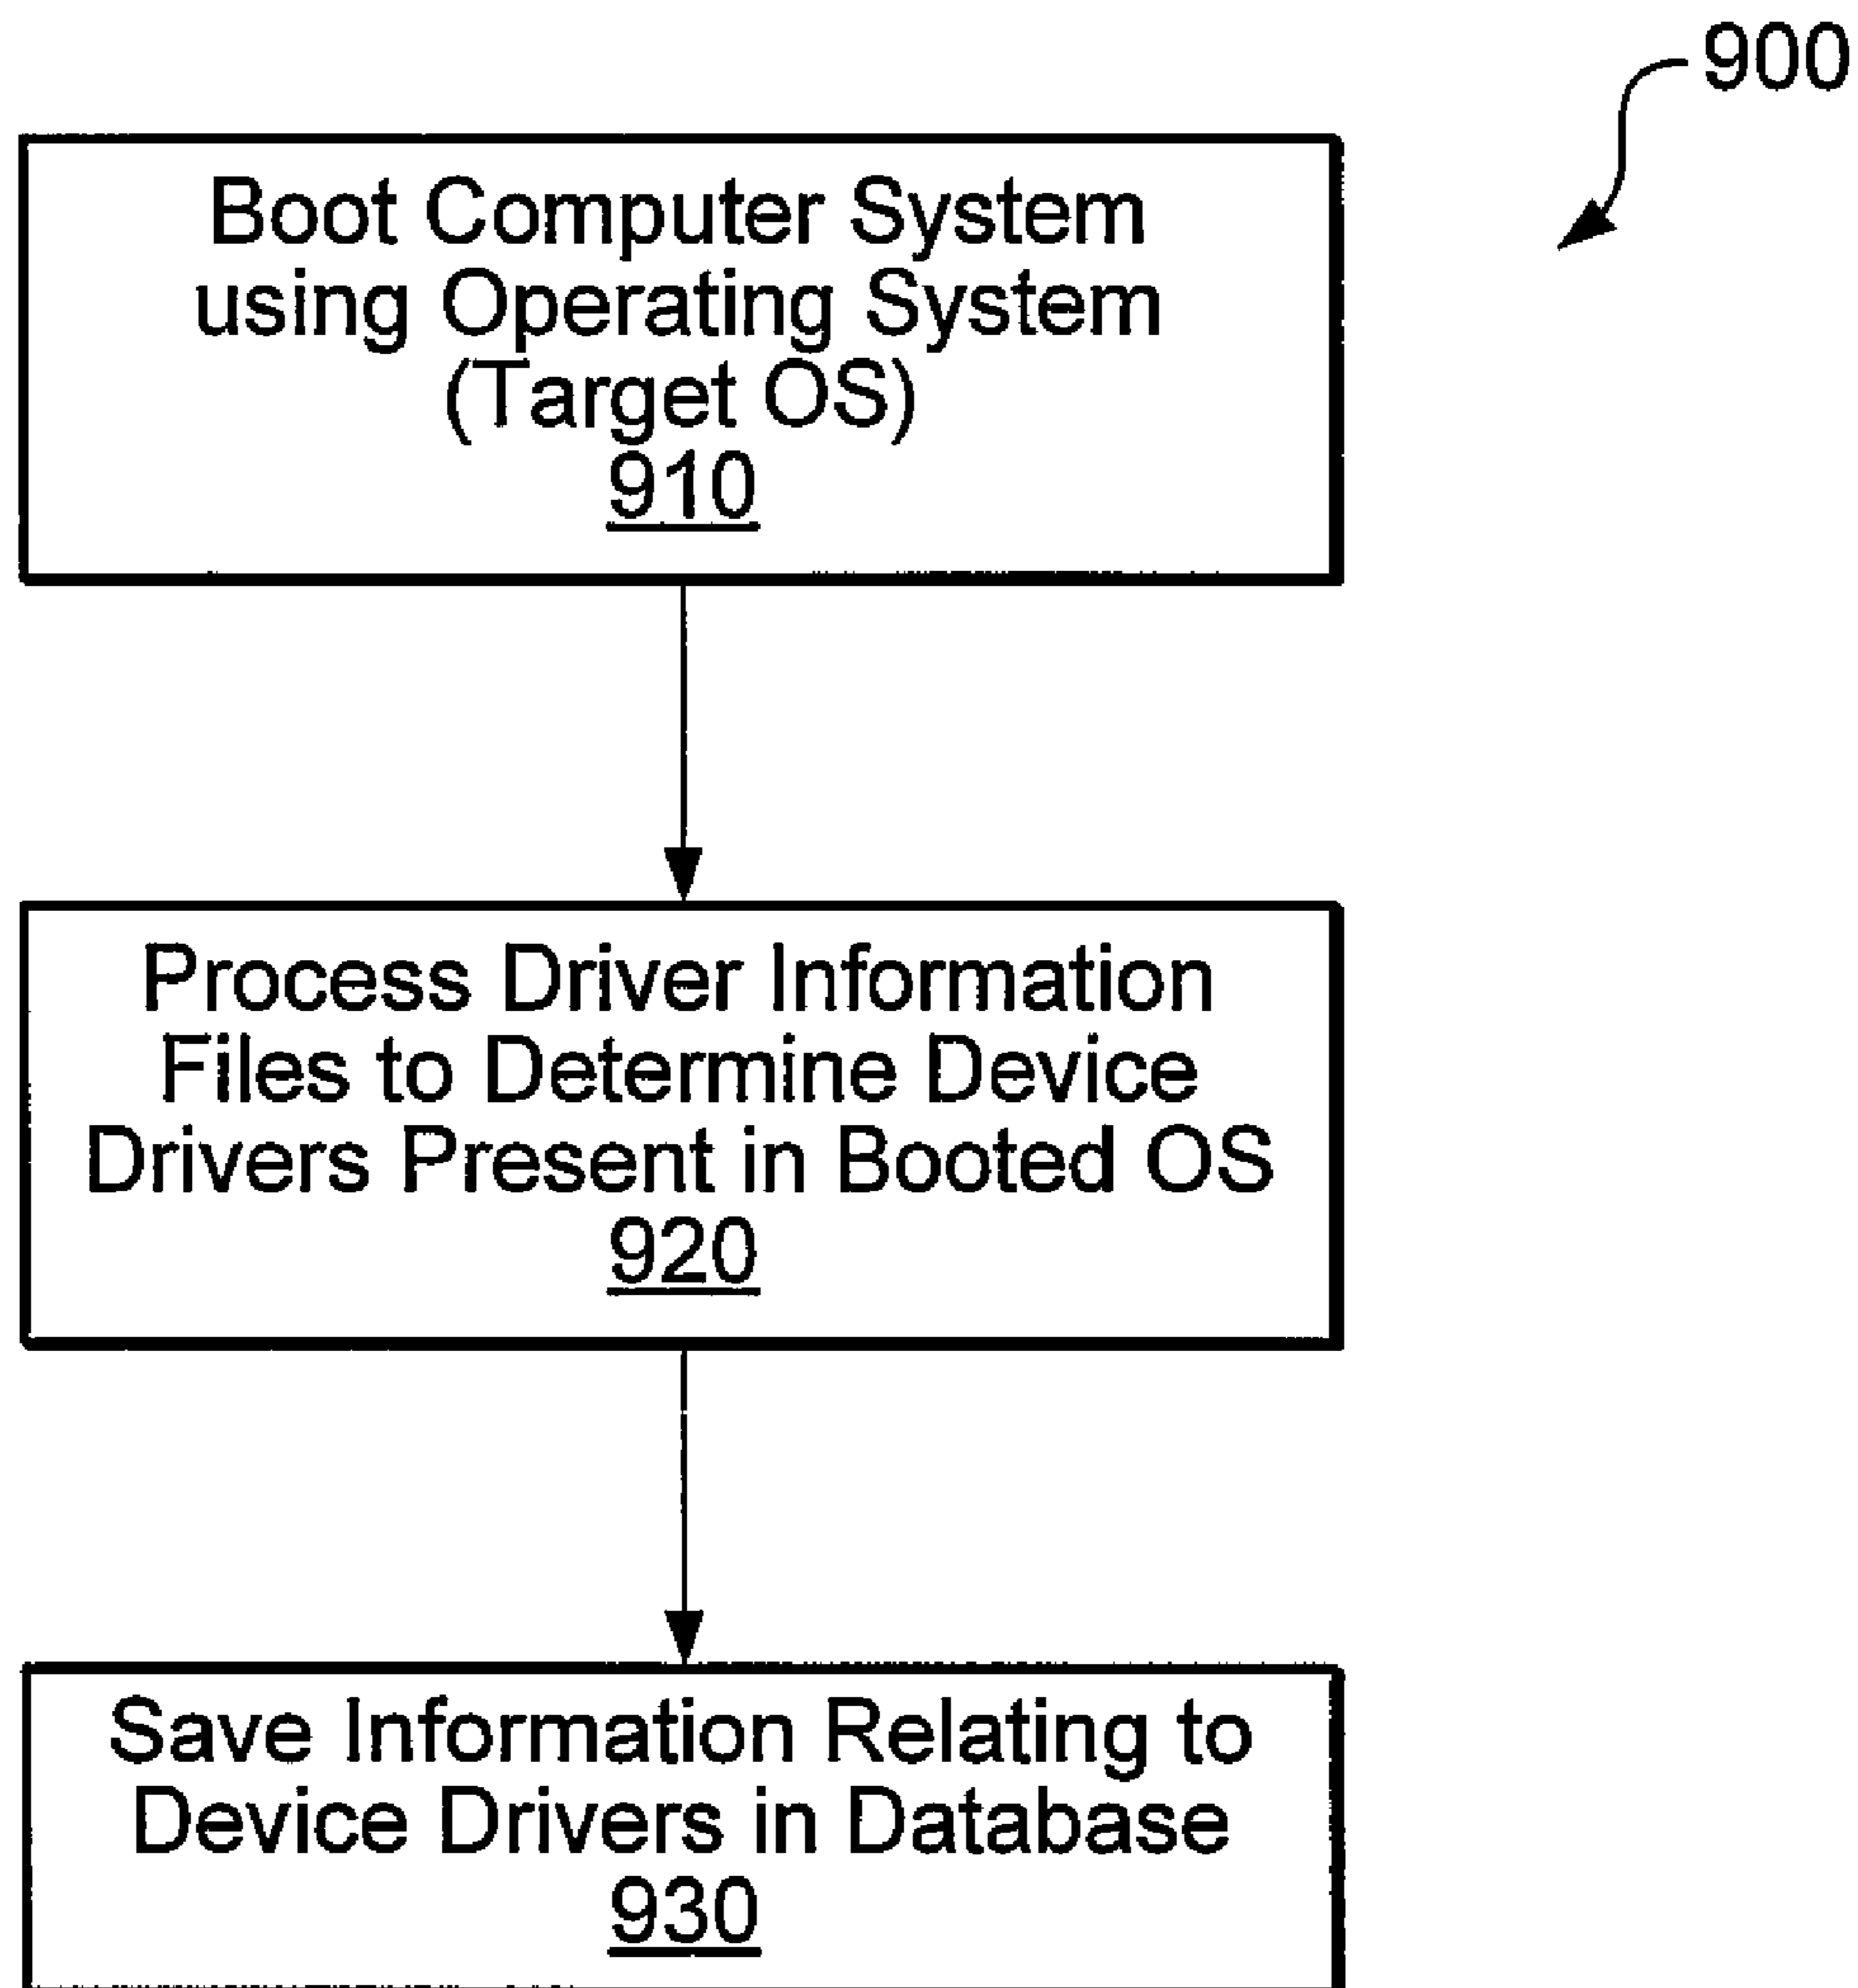 900
Boot Computer System
using Operating System
(Target OS)
910
Process Driver Information
Files to Determine Device
Drivers Present in Booted OS
920
Save Information Relating to
Device Drivers in Database
930